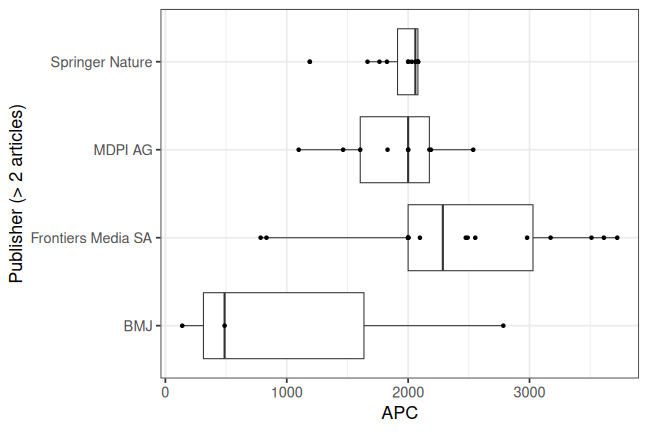 Publisher (> 2 articles)
Springer Nature
MDPI AG
Frontiers Media SA
BMJ
0 1000 2000 3000
APC